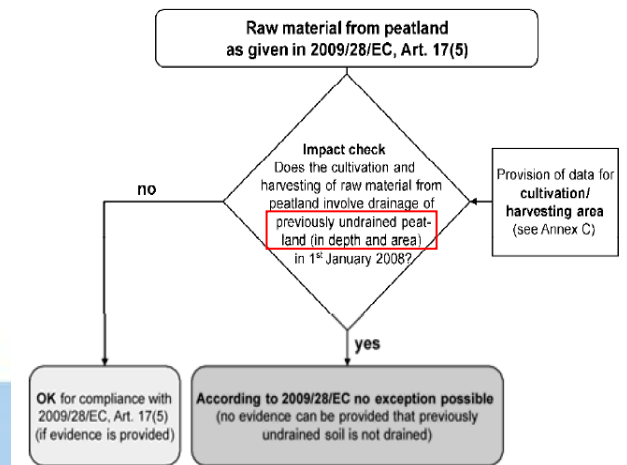 Raw material from peatland
as given in 2009/28/EC, Art. 17(5)
Impact check
Does the cultivation and
harvesting of raw material from
peatland involve drainage of
previously undrained peat-
land (in depth and area)
in 1st January 2008?
Provision of data for
cultivation/
harvesting area
(see Annex C)
no
yes
OK for compliance with
2009/28/EC, Art. 17(5)
(if evidence is provided)
According to 2009/28/EC no exception possible
(no evidence can be provided that previously
undrained soil is not drained)